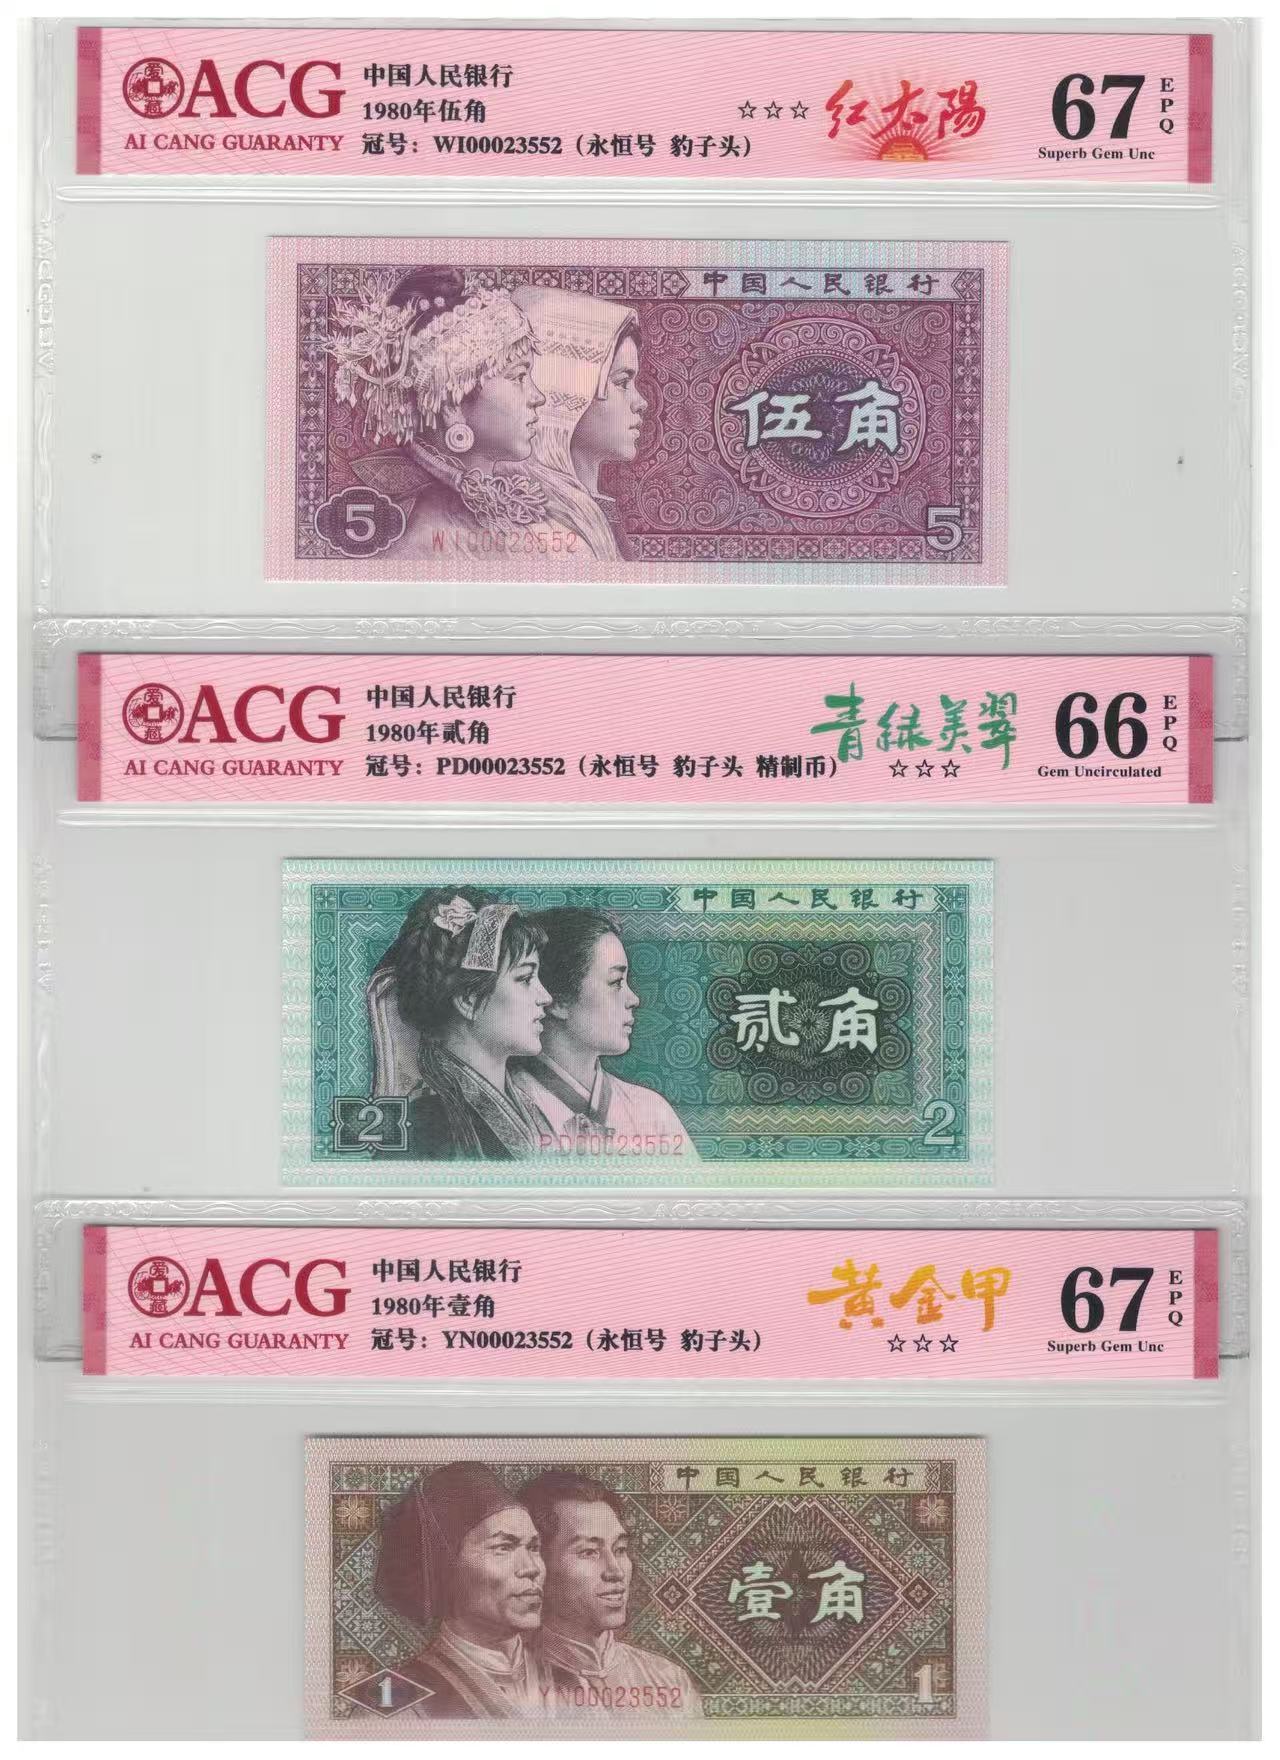 ACG
AI CANG GUARANTY
中国人民银行
1980年伍角
冠号：WI00023552（永恒号 豹子头）
☆☆☆ 红太陽
67 EPQ
Superb Gem Unc
中国人民银行
伍角
5
WI00023552
5
ACG
AI CANG GUARANTY
中国人民银行
1980年贰角
冠号：PD00023552（永恒号 豹子头 精制币）
青绿美翠
☆☆☆
66 EPQ
Gem Uncirculated
中国人民银行
贰角
2
PD00023552
2
ACG
AI CANG GUARANTY
中国人民银行
1980年壹角
冠号：YN00023552（永恒号 豹子头）
黄金甲
☆☆☆
67 EPQ
Superb Gem Unc
中国人民银行
壹角
1
YN00023552
1